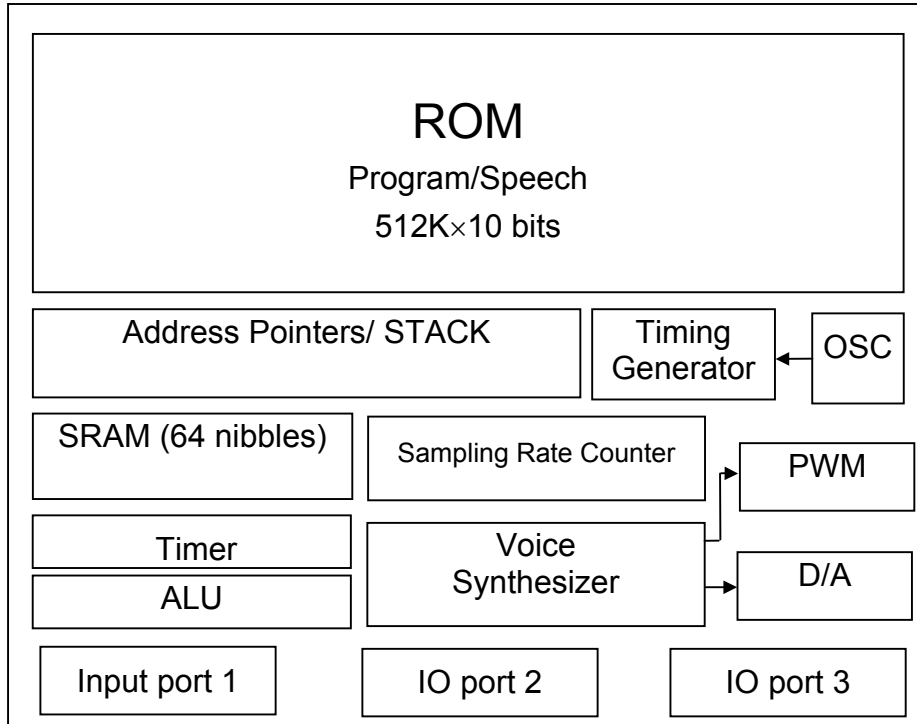 ROM
Program/Speech
512K×10 bits
Address Pointers/ STACK
Timing
Generator
OSC
SRAM (64 nibbles)
Sampling Rate Counter
PWM
Timer
Voice
Synthesizer
D/A
ALU
Input port 1
IO port 2
IO port 3